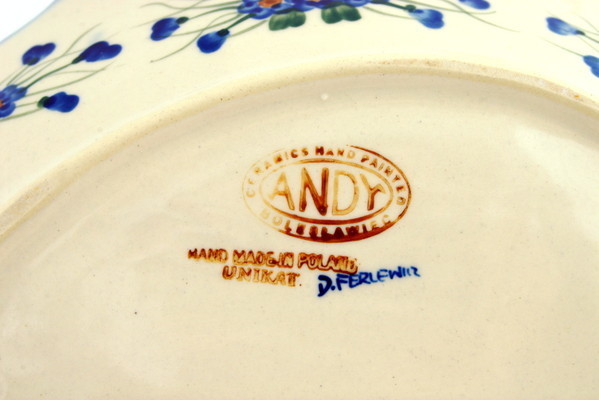 CERAMICS HAND PAINTED
ANDY
BOLESLAWIEC
HAND MADE IN POLAND
UNIKAT
D.FERLEWICZ